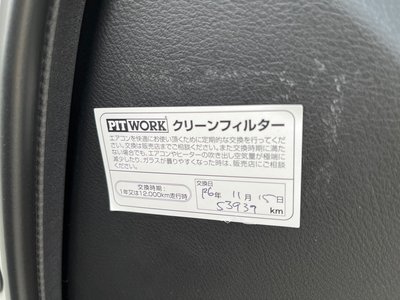 PITWORK クリーンフィルター
エアコンを快適にお使い頂くために定期的な交換を行ってくだ
さい。交換は販売店までご相談ください。また交換時期に満た
ない場合でも、エアコンやヒーターの吹き出し空気量が極端に
減少したり、ガラスが曇りやすくなった時は、販売店にご相談
ください。
交換時期：
1年又は12,000km走行時
交換日
年 11月 15日
53939 km